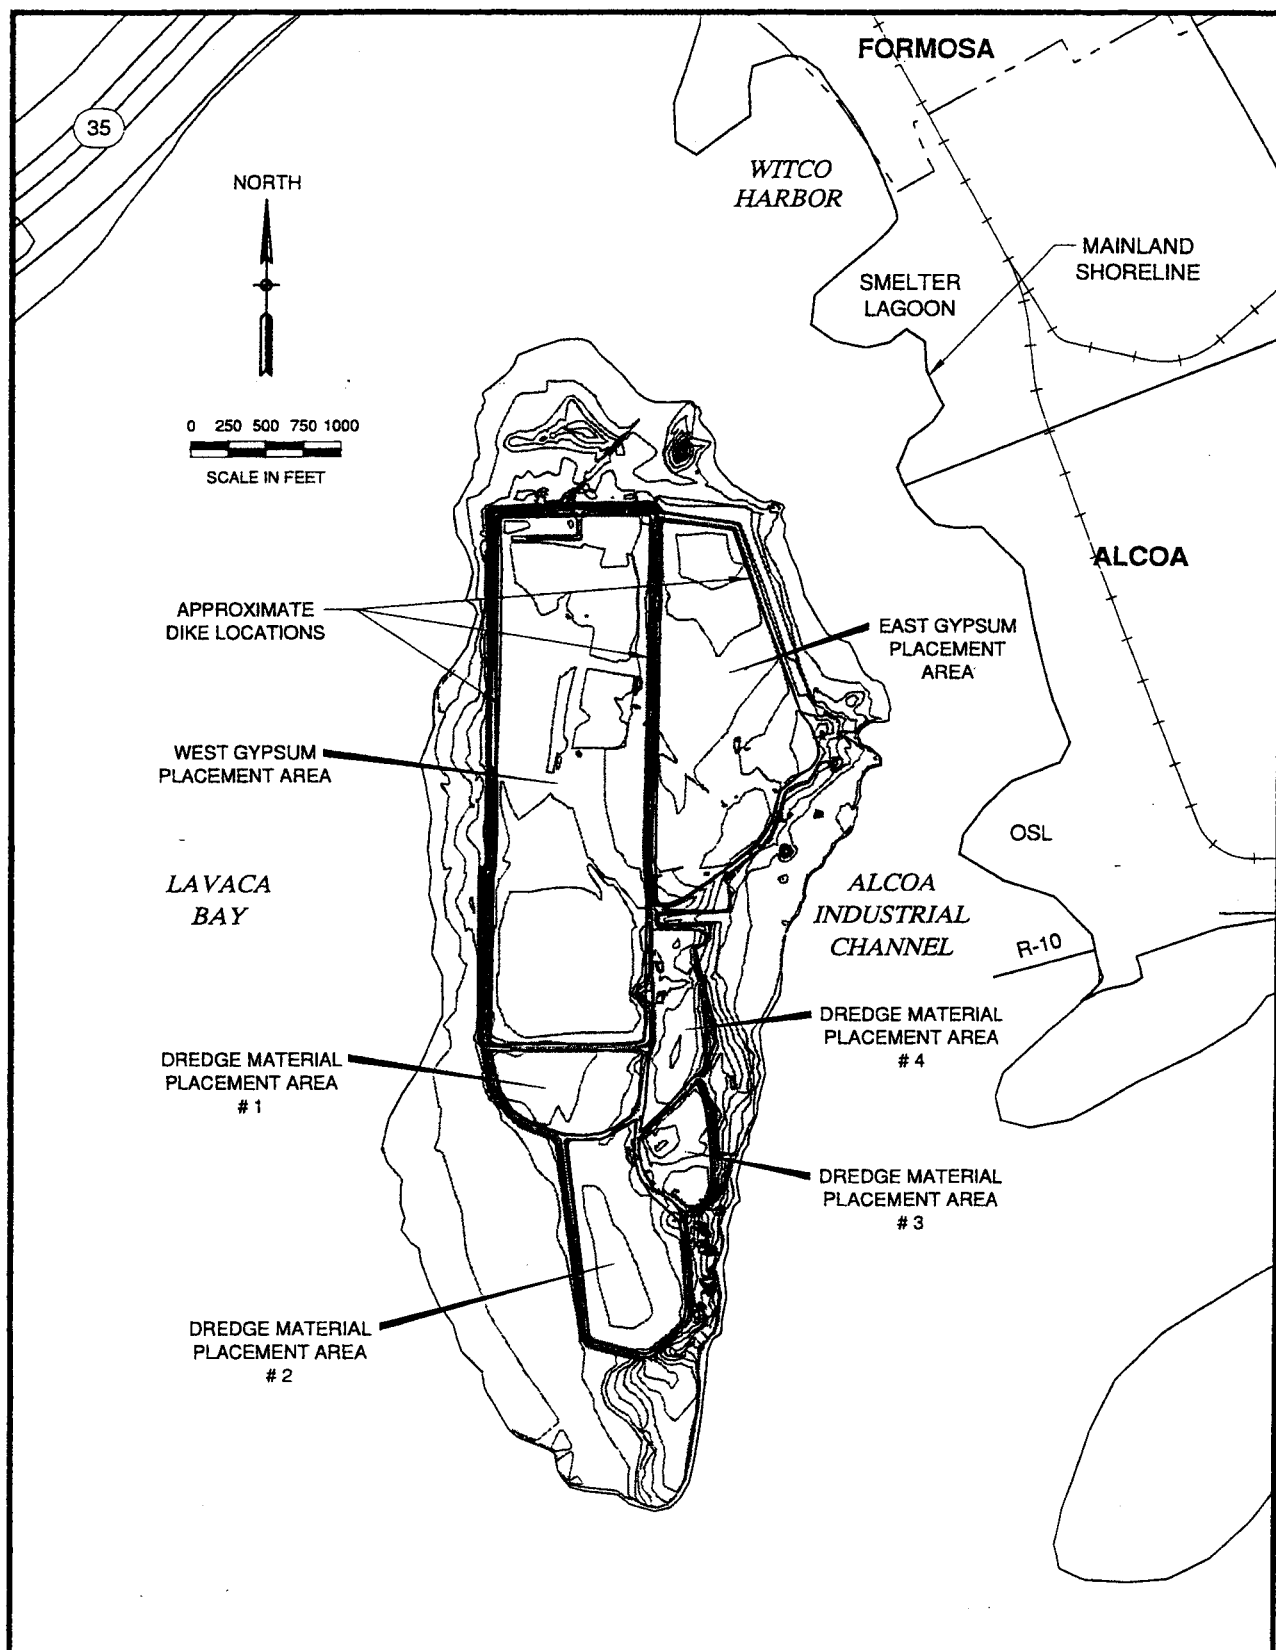 FORMOSA
35
WITCO
HARBOR
NORTH
MAINLAND
SHORELINE
SMELTER
LAGOON
0 250 500 750 1000
SCALE IN FEET
ALCOA
APPROXIMATE
DIKE LOCATIONS
EAST GYPSUM
PLACEMENT
AREA
WEST GYPSUM
PLACEMENT AREA
OSL
LAVACA
BAY
ALCOA
INDUSTRIAL
CHANNEL
R-10
DREDGE MATERIAL
PLACEMENT AREA
# 4
DREDGE MATERIAL
PLACEMENT AREA
# 1
DREDGE MATERIAL
PLACEMENT AREA
# 3
DREDGE MATERIAL
PLACEMENT AREA
# 2